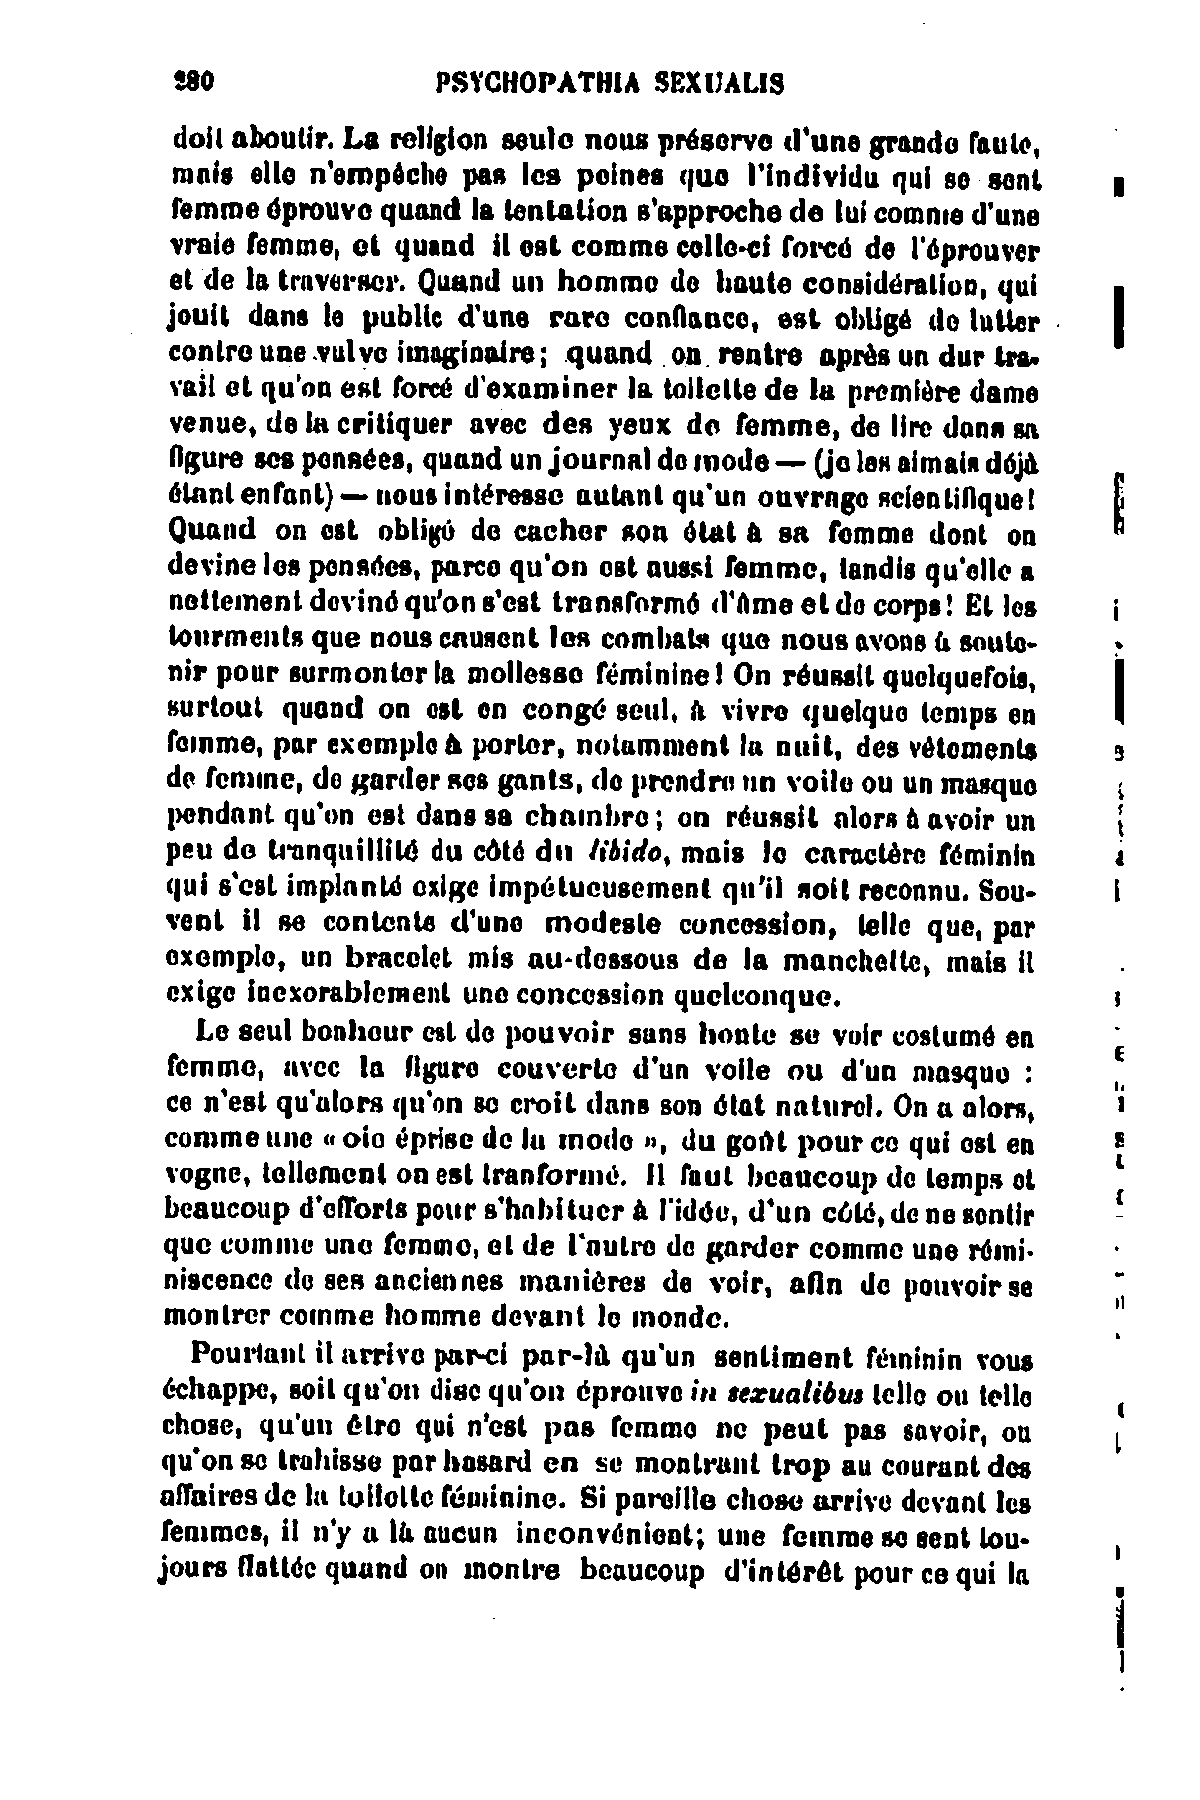 280 PSYCHOPATHIA SEXUALIS
doit aboutir. La religion seule nous préserve d'une grande faute,
mais elle n'empêche pas les peines que l'individu qui se sent
femme éprouve quand la tentation s'approche de lui comme d'une
vraie femme, et quand il est comme celle-ci forcé de l'éprouver
et de la traverser. Quand un homme de haute considération, qui
jouit dans le public d'une rare confiance, est obligé de lutter
contre une vulve imaginaire; quand on rentre après un dur tra-
vail et qu'on est forcé d'examiner la toilette de la première dame
venue, de la critiquer avec des yeux de femme, de lire dans sa
figure ses pensées, quand un journal de mode — (je les aimais déjà
étant enfant) — nous intéresse autant qu'un ouvrage scientifique!
Quand on est obligé de cacher son état à sa femme dont on
devine les pensées, parce qu'on est aussi femme, tandis qu'elle a
nettement deviné qu'on s'est transformé d'âme et de corps! Et les
tourments que nous causent les combats que nous avons à soute-
nir pour surmonter la mollesse féminine! On réussit quelquefois,
surtout quand on est en congé seul, à vivre quelque temps en
femme, par exemple à porter, notamment la nuit, des vêtements
de femme, de garder ses gants, de prendre un voile ou un masque
pendant qu'on est dans sa chambre; on réussit alors à avoir un
peu de tranquillité du côté du libido, mais le caractère féminin
qui s'est implanté exige impétueusement qu'il soit reconnu. Sou-
vent il se contente d'une modeste concession, telle que, par
exemple, un bracelet mis au-dessous de la manchette, mais il
exige inexorablement une concession quelconque.
Le seul bonheur est de pouvoir sans honte se voir costumé en
femme, avec la figure couverte d'un voile ou d'un masque :
ce n'est qu'alors qu'on se croit dans son état naturel. On a alors,
comme une « oie éprise de la mode », du goût pour ce qui est en
vogne, tellement on est tranformé. Il faut beaucoup de temps et
beaucoup d'efforts pour s'habituer à l'idée, d'un côté, de ne sentir
que comme une femme, et de l'autre de garder comme une rémi-
niscence de ses anciennes manières de voir, afin de pouvoir se
montrer comme homme devant le monde.
Pourtant il arrive par-ci par-là qu'un sentiment féminin vous
échappe, soit qu'on dise qu'on éprouve in sexualibus telle ou telle
chose, qu'un être qui n'est pas femme ne peut pas savoir, ou
qu'on se trahisse par hasard en se montrant trop au courant des
affaires de la toilette féminine. Si pareille chose arrive devant les
femmes, il n'y a là aucun inconvénient; une femme se sent tou-
jours flattée quand on montre beaucoup d'intérêt pour ce qui la